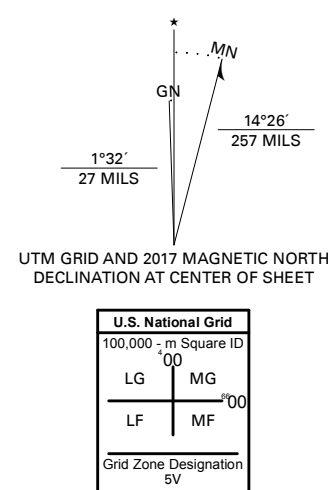 ★
MN
GN
14°26´
257 MILS
1°32´
27 MILS
UTM GRID AND 2017 MAGNETIC NORTH
DECLINATION AT CENTER OF SHEET
U.S. National Grid
100,000 - m Square ID
400
LG MG
6600
LF MF
Grid Zone Designation
5V